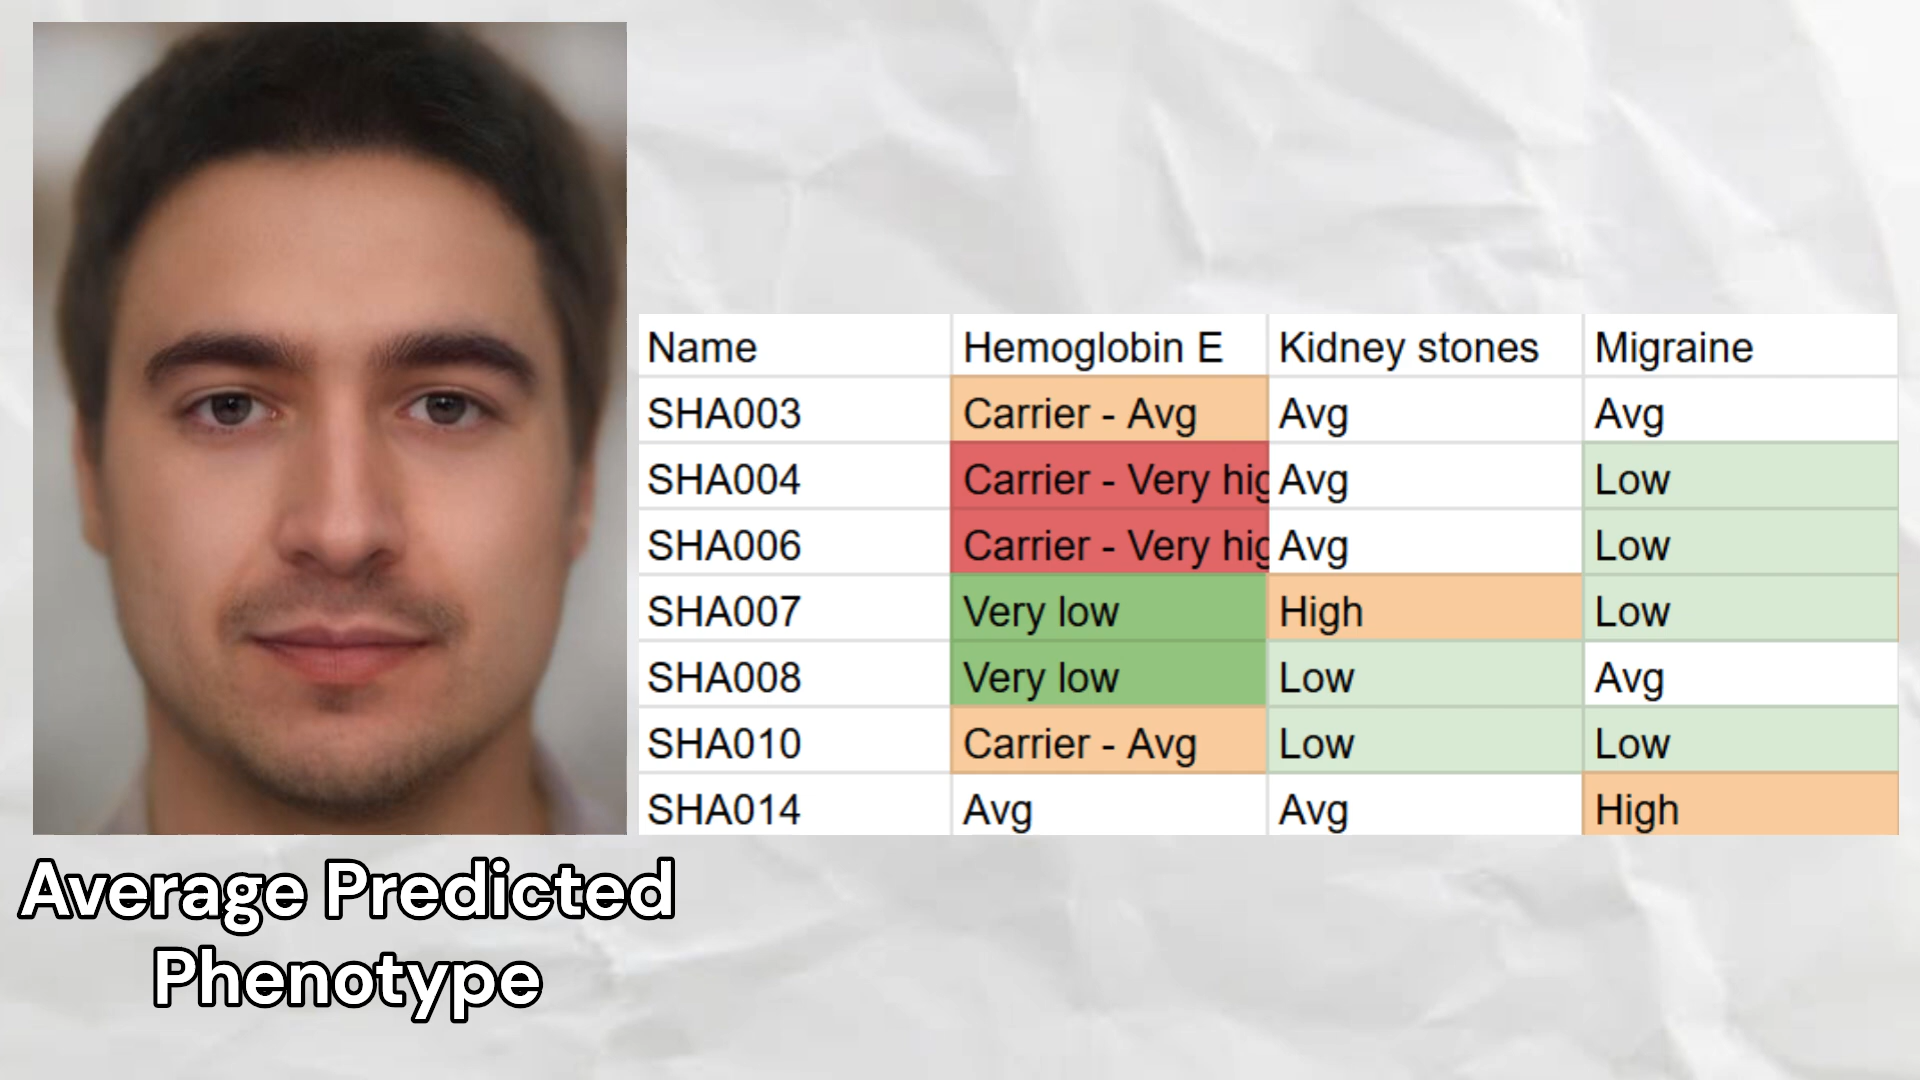 Name Hemoglobin E Kidney stones Migraine
SHA003 Carrier - Avg Avg Avg
SHA004 Carrier - Very hig Avg Low
SHA006 Carrier - Very hig Avg Low
SHA007 Very low High Low
SHA008 Very low Low Avg
SHA010 Carrier - Avg Low Low
SHA014 Avg Avg High
Average Predicted
Phenotype